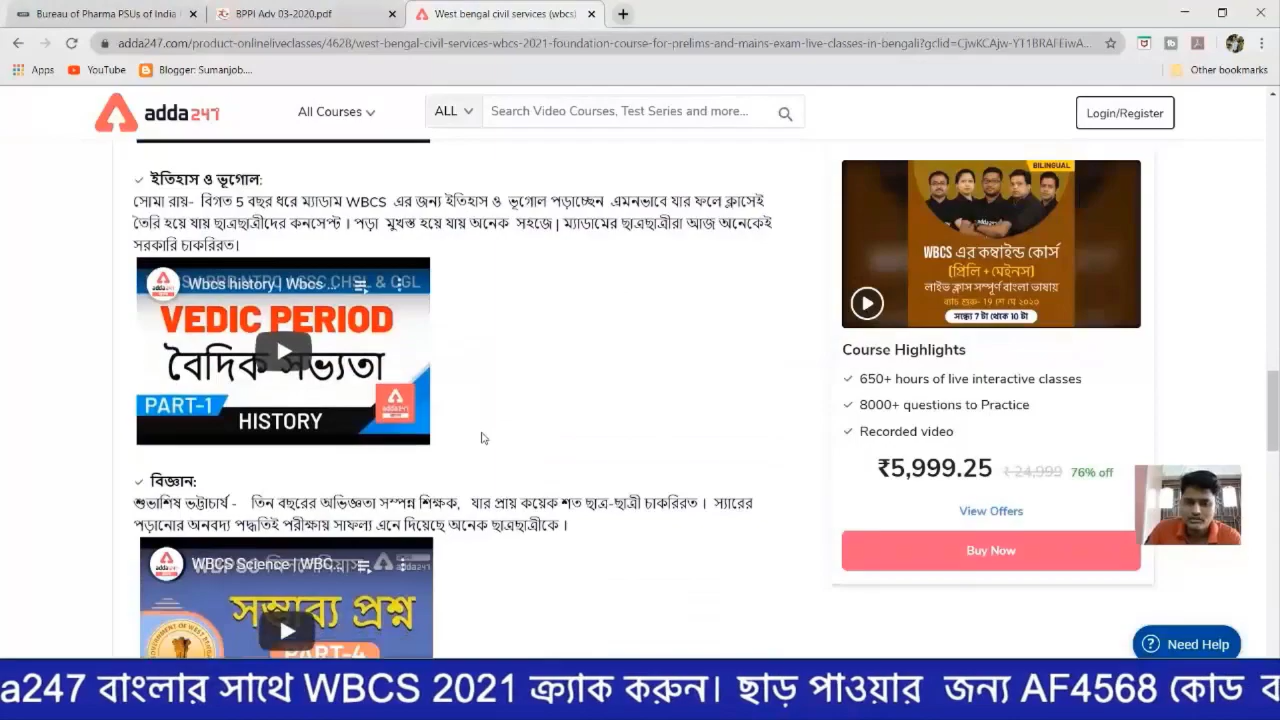 Bureau of Pharma PSUs of India
BPPI Adv 03-2020.pdf
West bengal civil services (wbcs)
adda247.com/product-onlineliveclasses/4628/west-bengal-civil-services-wbcs-2021-foundation-course-for-prelims-and-mains-exam-live-classes-in-bengali?gclid=CjwKCAjw-YT1BRAFEiwA...
Apps YouTube Blogger: Sumanjob.... Other bookmarks
adda247 All Courses ALL Search Video Courses, Test Series and more... Login/Register
ইতিহাস ও ভূগোল:
সোমা রায়- বিগত 5 বছর ধরে ম্যাডাম WBCS এর জন্য ইতিহাস ও ভূগোল পড়াচ্ছেন এমনভাবে যার ফলে ক্লাসেই
তৈরি হয়ে যায় ছাত্রছাত্রীদের কনসেপ্ট । পড়া মুখস্ত হয়ে যায় অনেক সহজে | ম্যাডামের ছাত্রছাত্রীরা আজ অনেকেই
সরকারি চাকরিরত।
Wbcs history | Wbcs ...
VEDIC PERIOD
বৈদিক সভ্যতা
PART-1
HISTORY
বিজ্ঞান:
শুভাশিষ ভট্টাচার্য - তিন বছরের অভিজ্ঞতা সম্পন্ন শিক্ষক, যার প্রায় কয়েক শত ছাত্র-ছাত্রী চাকরিরত । স্যারের
পড়ানোর অনবদ্য পদ্ধতিই পরীক্ষায় সাফল্য এনে দিয়েছে অনেক ছাত্রছাত্রীকে ।
WBCS Science | WBC...
সম্ভাব্য প্রশ্ন
PART-4
BILINGUAL
WBCS এর কম্বাইন্ড কোর্স
(প্রিলি + মেইনস)
লাইভ ক্লাস সম্পূর্ণ বাংলা ভাষায়
ব্যাচ শুরু- 19 শে মে ২০২০
সন্ধ্যে 7 টা থেকে 10 টা
Course Highlights
650+ hours of live interactive classes
8000+ questions to Practice
Recorded video
₹5,999.25 ₹24,999 76% off
View Offers
Buy Now
Need Help
a247 বাংলার সাথে WBCS 2021 ক্র্যাক করুন। ছাড় পাওয়ার জন্য AF4568 কোড